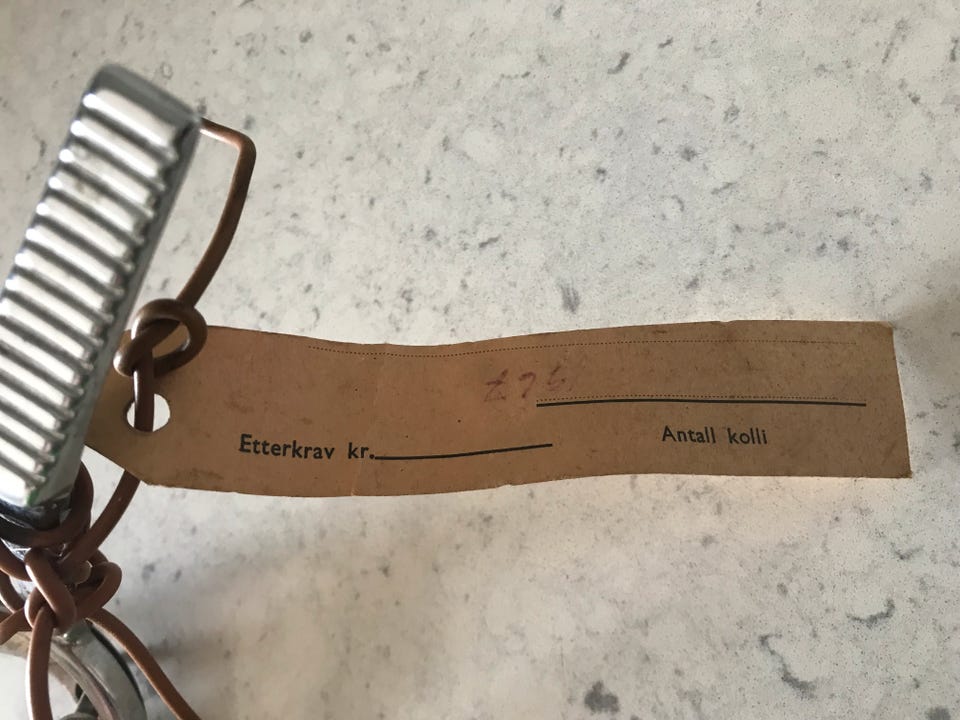 Etterkrav kr.
Antall kolli